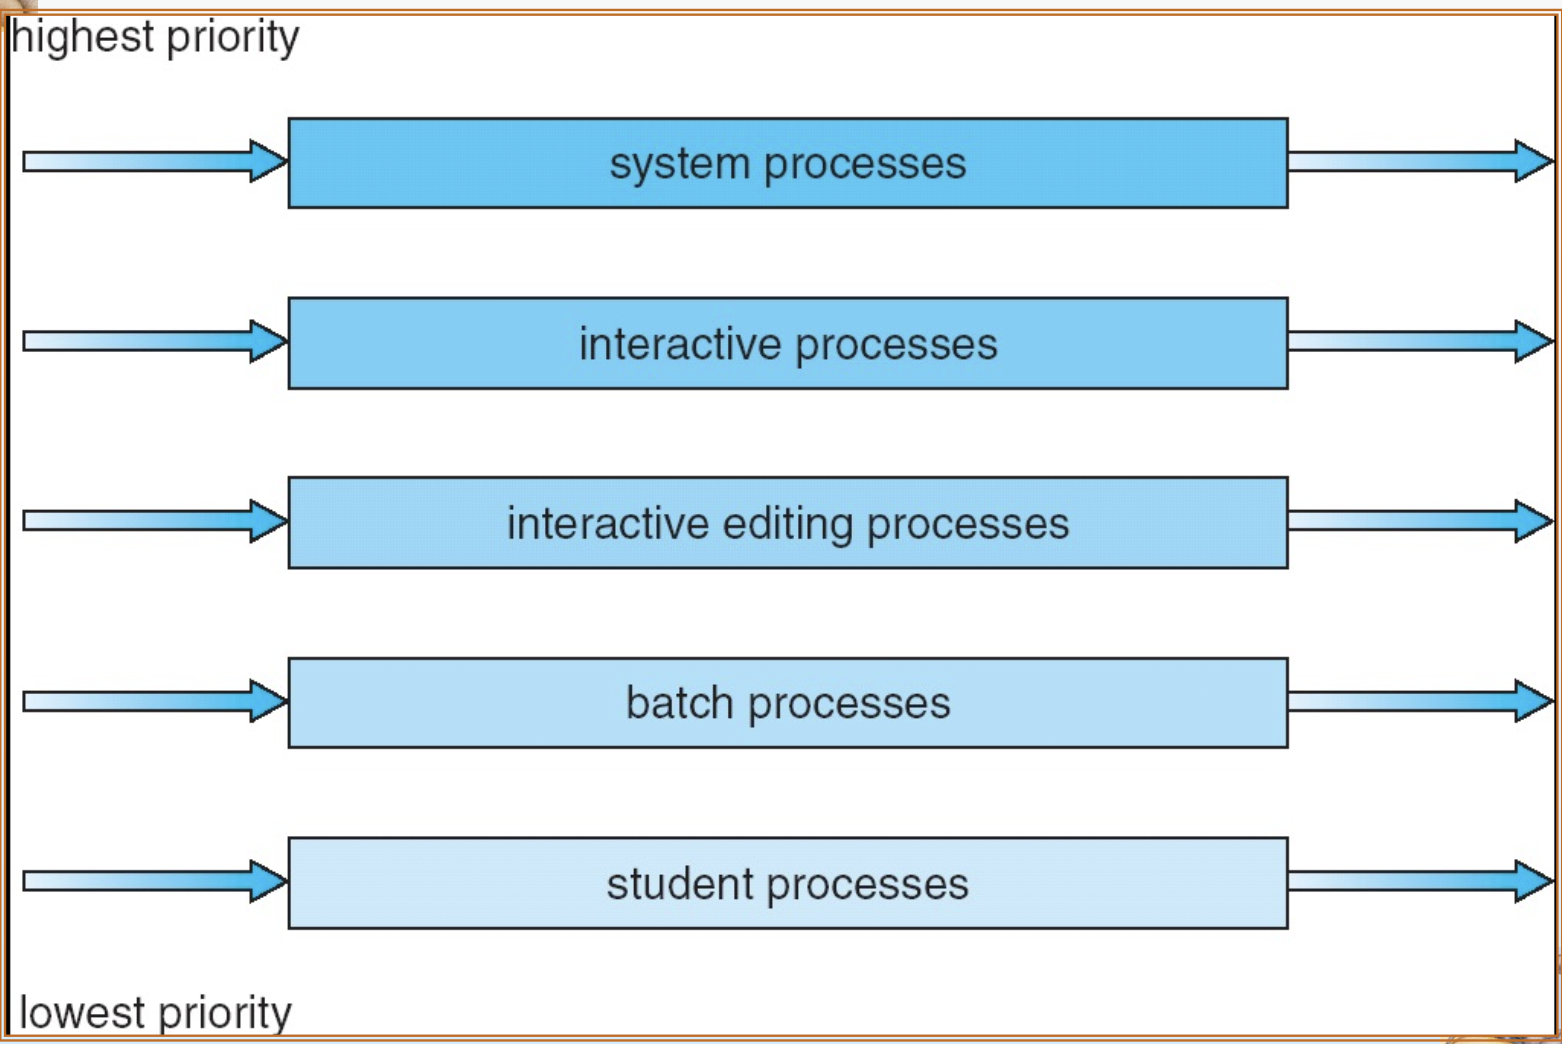 highest priority
system processes
interactive processes
interactive editing processes
batch processes
student processes
lowest priority